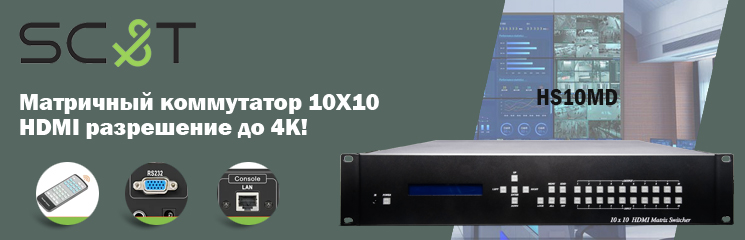 SC&T
Матричный коммутатор 10X10
HDMI разрешение до 4K!
HS10MD
RS232
Console
LAN
10 x 10 HDMI Matrix Switcher